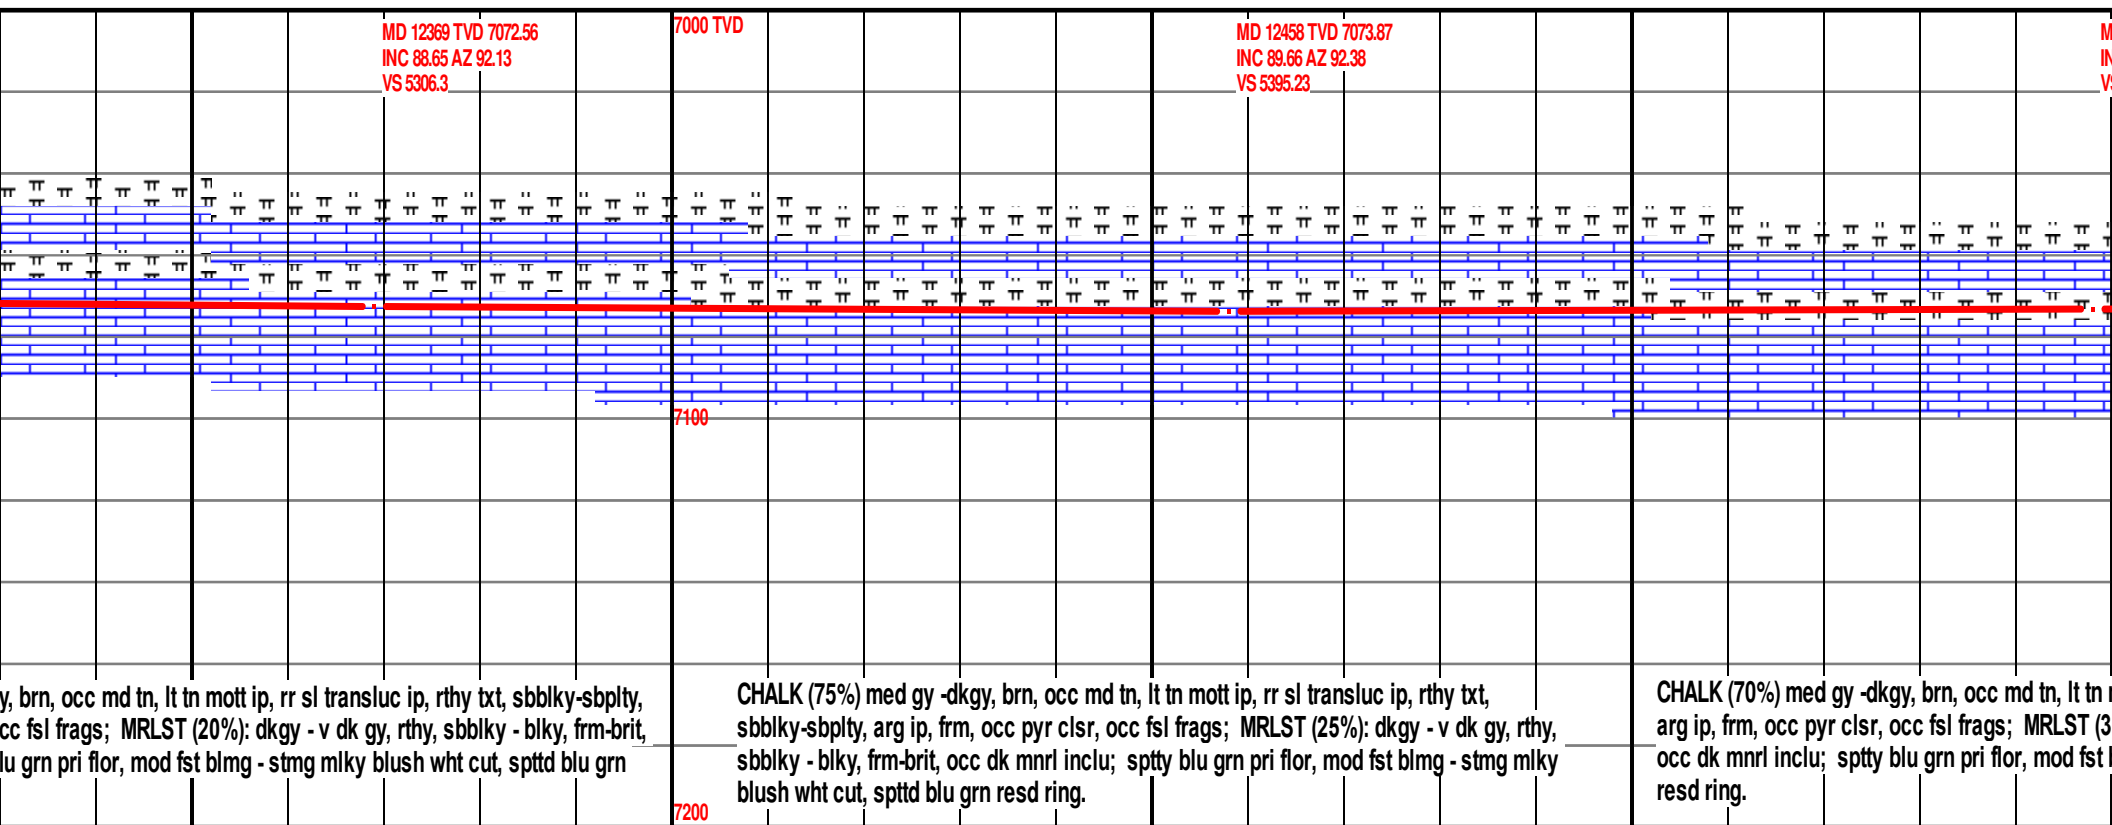 MD 12369 TVD 7072.56
INC 88.65 AZ 92.13
VS 5306.3
7000 TVD
MD 12458 TVD 7073.87
INC 89.66 AZ 92.38
VS 5395.23
7100
y, brn, occ md tn, lt tn mott ip, rr sl transluc ip, rthy txt, sbblky-sbplty,
cc fsl frags;  MRLST (20%): dkgy - v dk gy, rthy, sbblky - blky, frm-brit,
lu grn pri flor, mod fst blmg - stmg mlky blush wht cut, spttd blu grn
CHALK (75%) med gy -dkgy, brn, occ md tn, lt tn mott ip, rr sl transluc ip, rthy txt,
sbblky-sbplty, arg ip, frm, occ pyr clsr, occ fsl frags;  MRLST (25%): dkgy - v dk gy, rthy,
sbblky - blky, frm-brit, occ dk mnrl inclu;  sptty blu grn pri flor, mod fst blmg - stmg mlky
blush wht cut, spttd blu grn resd ring.
CHALK (70%) med gy -dkgy, brn, occ md tn, lt tn
arg ip, frm, occ pyr clsr, occ fsl frags;  MRLST (3
occ dk mnrl inclu;  sptty blu grn pri flor, mod fst
resd ring.
7200